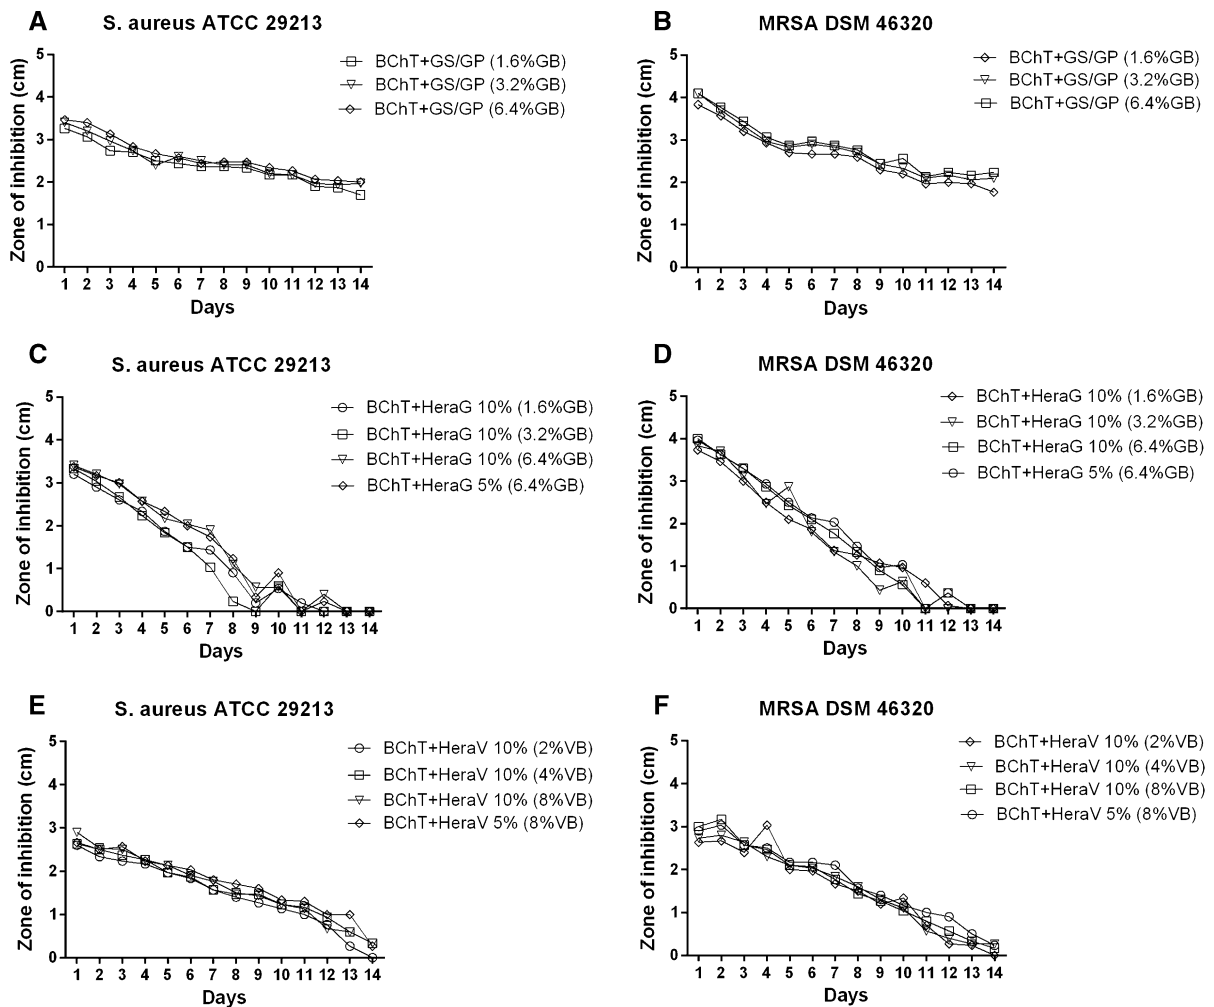 A
S. aureus ATCC 29213
Zone of inhibition (cm)
5
4
3
2
1
0
BChT+GS/GP (1.6%GB)
BChT+GS/GP (3.2%GB)
BChT+GS/GP (6.4%GB)
1 2 3 4 5 6 7 8 9 10 11 12 13 14
Days
B
MRSA DSM 46320
Zone of inhibition (cm)
5
4
3
2
1
0
BChT+GS/GP (1.6%GB)
BChT+GS/GP (3.2%GB)
BChT+GS/GP (6.4%GB)
1 2 3 4 5 6 7 8 9 10 11 12 13 14
Days
C
S. aureus ATCC 29213
Zone of inhibition (cm)
5
4
3
2
1
0
BChT+HeraG 10% (1.6%GB)
BChT+HeraG 10% (3.2%GB)
BChT+HeraG 10% (6.4%GB)
BChT+HeraG 5% (6.4%GB)
1 2 3 4 5 6 7 8 9 10 11 12 13 14
Days
D
MRSA DSM 46320
Zone of inhibition (cm)
5
4
3
2
1
0
BChT+HeraG 10% (1.6%GB)
BChT+HeraG 10% (3.2%GB)
BChT+HeraG 10% (6.4%GB)
BChT+HeraG 5% (6.4%GB)
1 2 3 4 5 6 7 8 9 10 11 12 13 14
Days
E
S. aureus ATCC 29213
Zone of inhibition (cm)
5
4
3
2
1
0
BChT+HeraV 10% (2%VB)
BChT+HeraV 10% (4%VB)
BChT+HeraV 10% (8%VB)
BChT+HeraV 5% (8%VB)
1 2 3 4 5 6 7 8 9 10 11 12 13 14
Days
F
MRSA DSM 46320
Zone of inhibition (cm)
5
4
3
2
1
0
BChT+HeraV 10% (2%VB)
BChT+HeraV 10% (4%VB)
BChT+HeraV 10% (8%VB)
BChT+HeraV 5% (8%VB)
1 2 3 4 5 6 7 8 9 10 11 12 13 14
Days